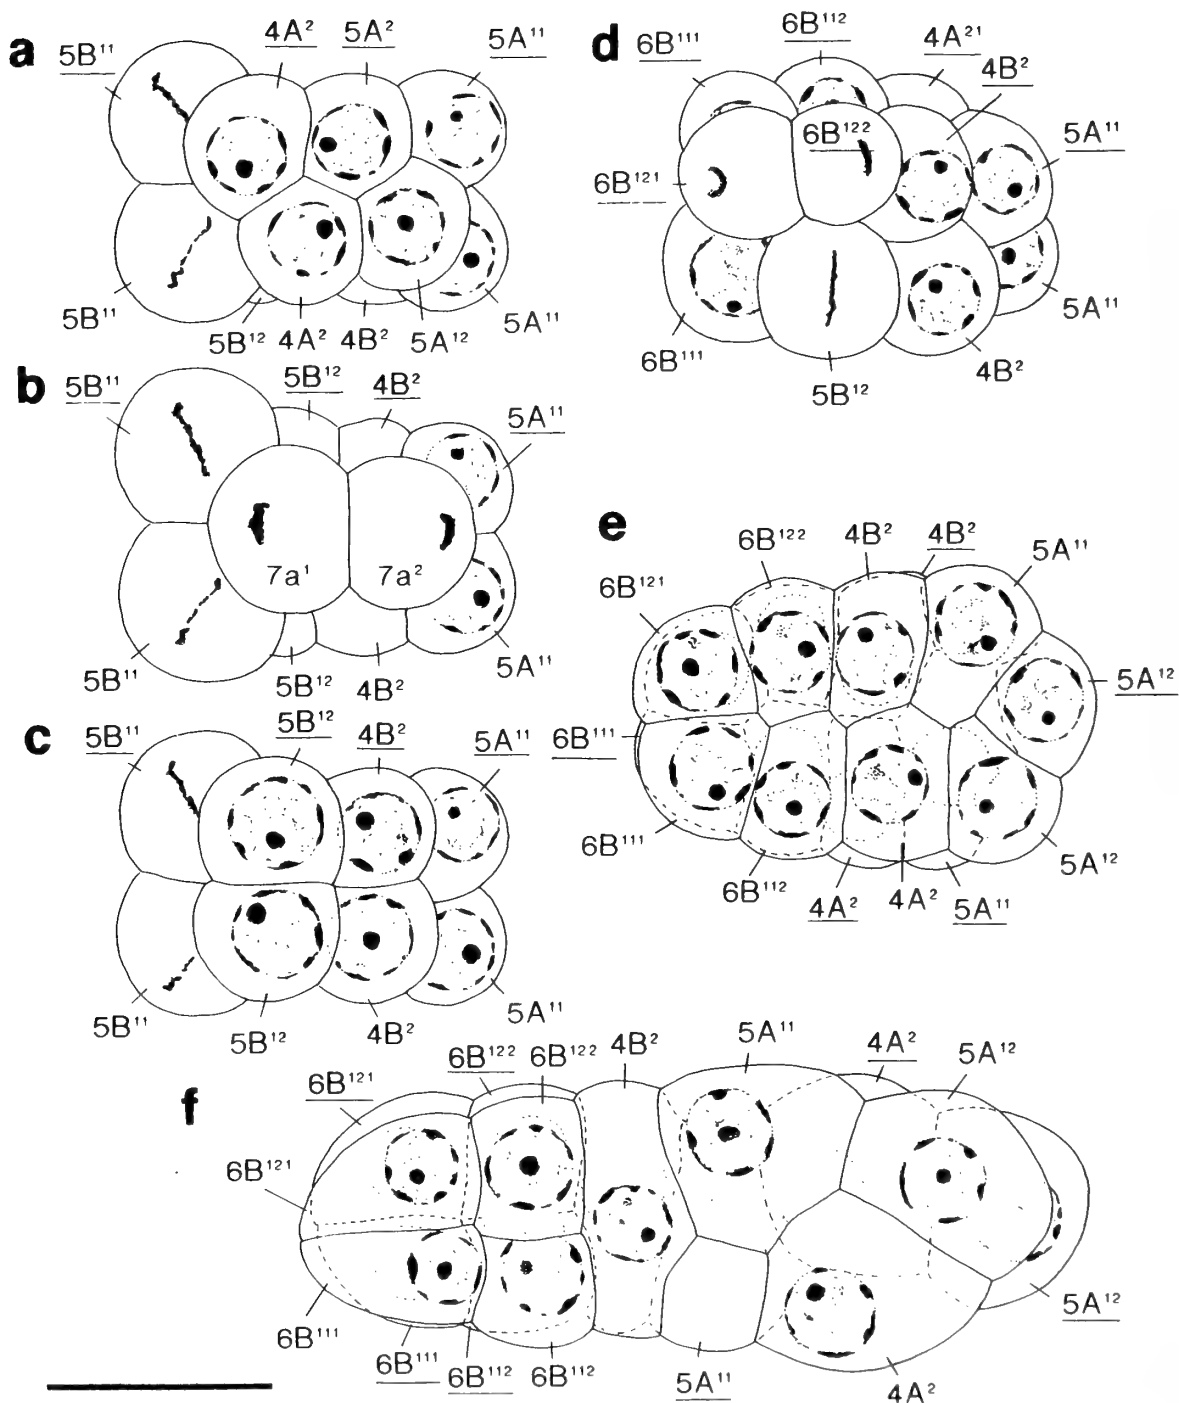 a
5B¹¹ 4A² 5A² 5A¹¹
5B¹¹ 5B¹² 4A² 4B² 5A¹² 5A¹¹
b
5B¹¹ 5B¹² 4B² 5A¹¹
7a¹ 7a²
5B¹¹ 5B¹² 4B² 5A¹¹
c
5B¹¹ 5B¹² 4B² 5A¹¹
5B¹¹ 5B¹² 4B² 5A¹¹
d
6B¹¹¹ 6B¹¹² 4A²¹ 4B²
6B¹²² 5A¹¹
6B¹²¹
5A¹¹
6B¹¹¹ 5B¹² 4B²
e
6B¹²¹ 6B¹²² 4B² 4B² 5A¹¹
5A¹²
6B¹¹¹
6B¹¹¹ 6B¹¹² 4A² 4A² 5A¹¹ 5A¹²
f
6B¹²¹ 6B¹²² 6B¹²² 4B² 5A¹¹ 4A² 5A¹²
6B¹²¹
6B¹¹¹ 6B¹¹¹ 6B¹¹² 6B¹¹² 5A¹¹ 4A² 5A¹²